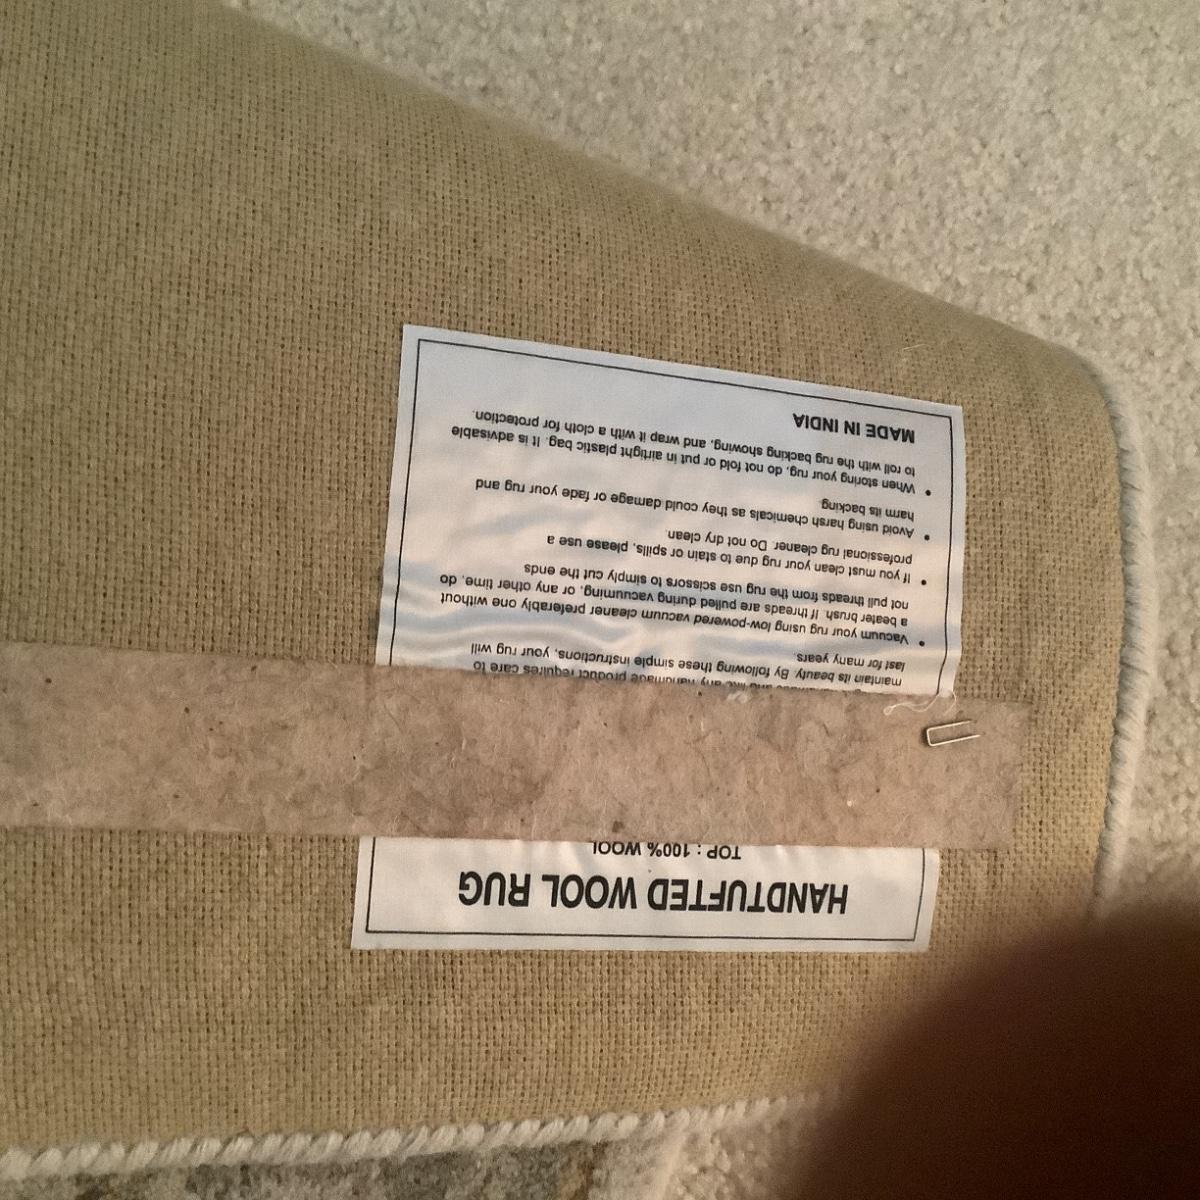 HANDTUFTED WOOL RUG
TOP : 100% WOOL
any handmade product requires care to
maintain its beauty. By following these simple instructions, your rug will
last for many years.
• Vacuum your rug using low-powered vacuum cleaner preferably one without
a beater brush. If threads are pulled during vacuuming, or any other time, do
not pull threads from the rug use scissors to simply cut the ends
• If you must clean your rug due to stain or spills, please use a
professional rug cleaner. Do not dry clean.
• Avoid using harsh chemicals as they could damage or fade your rug and
harm its backing.
• When storing your rug, do not fold or put in airtight plastic bag. It is advisable
to roll with the rug backing showing, and wrap it with a cloth for protection.
MADE IN INDIA